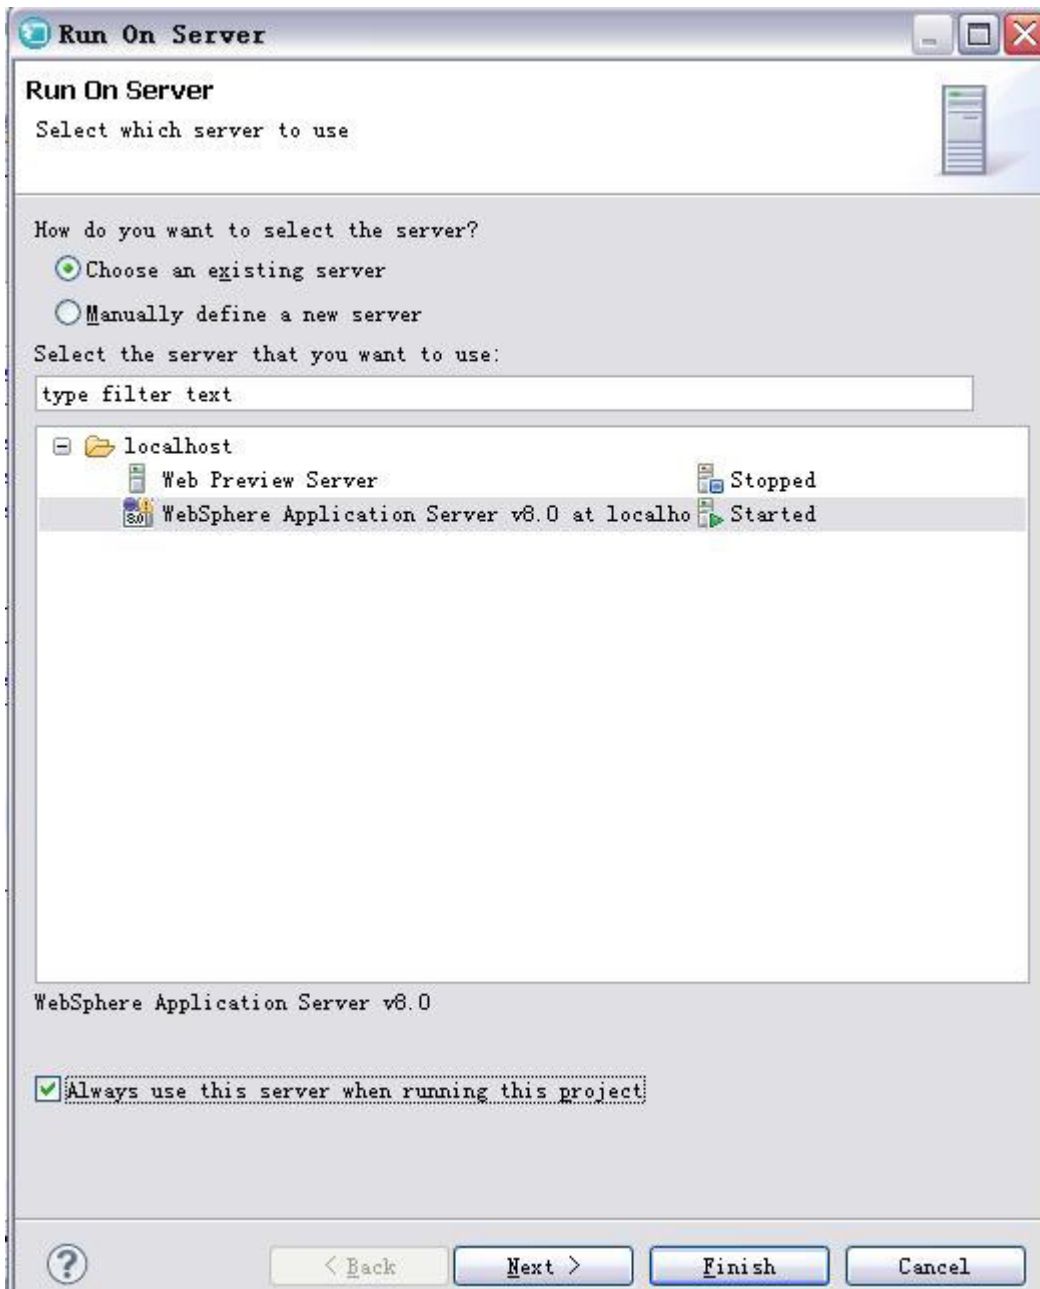 Run On Server
Run On Server
Select which server to use
How do you want to select the server?
Choose an existing server
Manually define a new server
Select the server that you want to use:
type filter text
localhost
Web Preview Server Stopped
8.0 WebSphere Application Server v8.0 at localho Started
WebSphere Application Server v8.0
Always use this server when running this project
? < Back Next > Finish Cancel